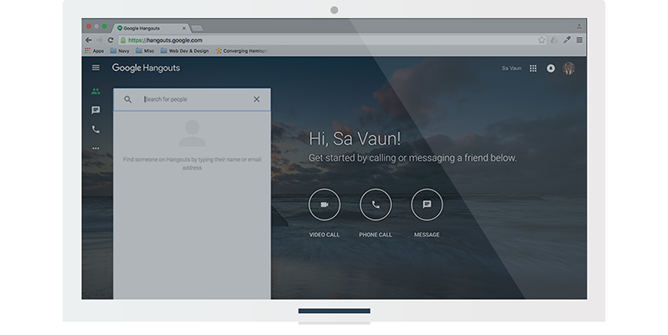 Google Hangouts
https://hangouts.google.com
Apps Navy Misc Web Dev & Design Converging Hemisp
Google Hangouts
Sa Vaun
Search for people
Find someone on Hangouts by typing their name or email
address
Hi, Sa Vaun!
Get started by calling or messaging a friend below.
VIDEO CALL PHONE CALL MESSAGE